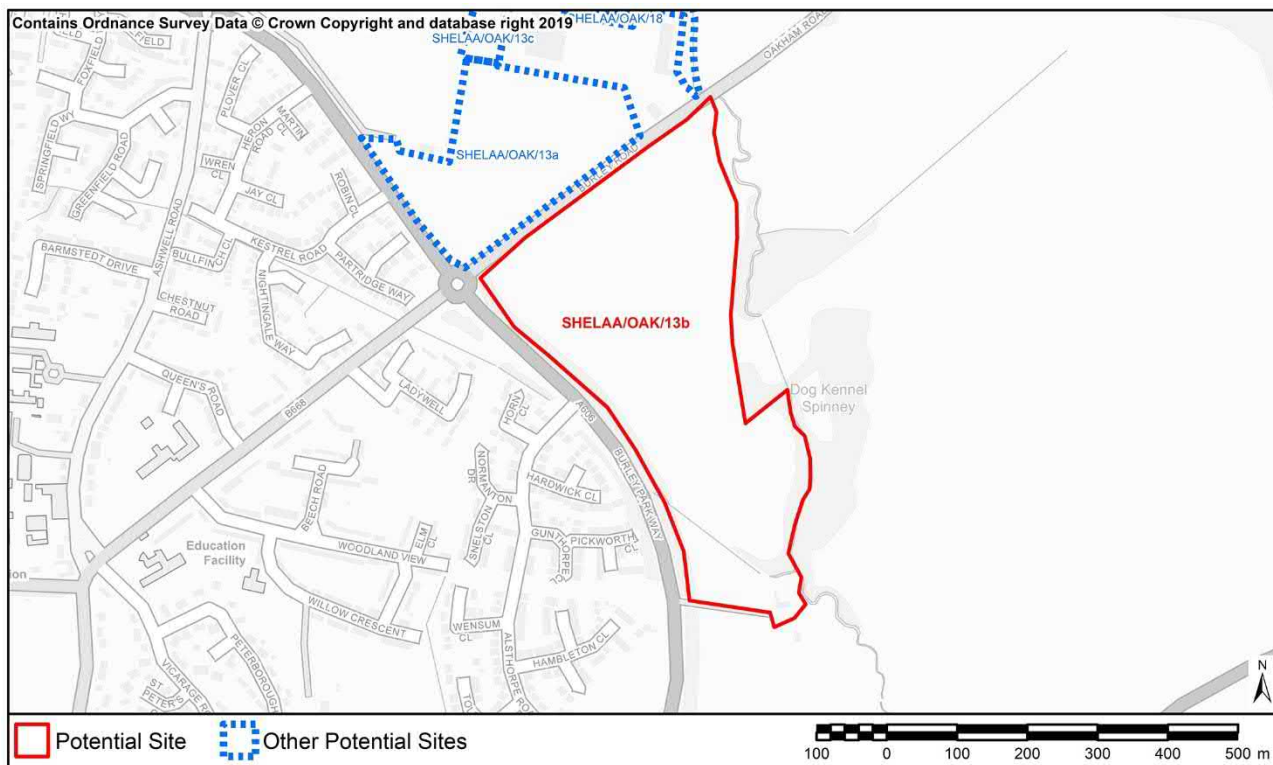 Contains Ordnance Survey Data © Crown Copyright and database right 2019
SHELAA/OAK/18
SHELAA/OAK/13c
OAKHAM ROAD
FOXFIELD
SPRINGFIELD WY
GREENFIELD ROAD
PLOVER CL
HERON ROAD
MARTIN CL
WREN CL
JAY CL
ROBIN CL
SHELAA/OAK/13a
BURLEY ROAD
ASHWELL ROAD
BARMSTEDT DRIVE
BULLFINCH CL
KESTREL ROAD
PARTRIDGE WAY
NIGHTINGALE WAY
CHESTNUT ROAD
SHELAA/OAK/13b
QUEEN'S ROAD
B668
LADYWELL
HORN CL
A606
Dog Kennel
Spinney
BURLEY PARK WAY
NORMANTON DR
HARDWICK CL
SNELSTON CL
BEECH ROAD
ELM CL
GUNTHORPE CL
PICKWORTH CL
Education
Facility
WOODLAND VIEW
WILLOW CRESCENT
WENSUM CL
HAMBLETON CL
ALSTHORPE RO
VICARAGE RO
PETERBOROUGH
ST PETER'S
N
Potential Site
Other Potential Sites
100 0 100 200 300 400 500 m